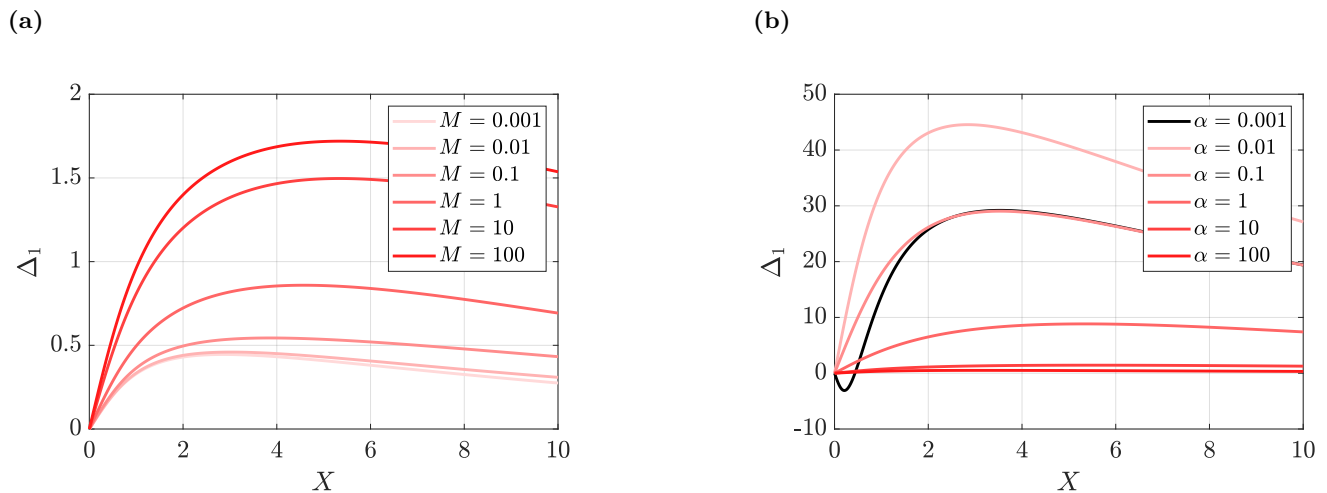 (a)
2
1.5
1
0.5
0
Δ₁
0 2 4 6 8 10
X
M = 0.001
M = 0.01
M = 0.1
M = 1
M = 10
M = 100
(b)
50
40
30
20
10
0
-10
Δ₁
0 2 4 6 8 10
X
α = 0.001
α = 0.01
α = 0.1
α = 1
α = 10
α = 100